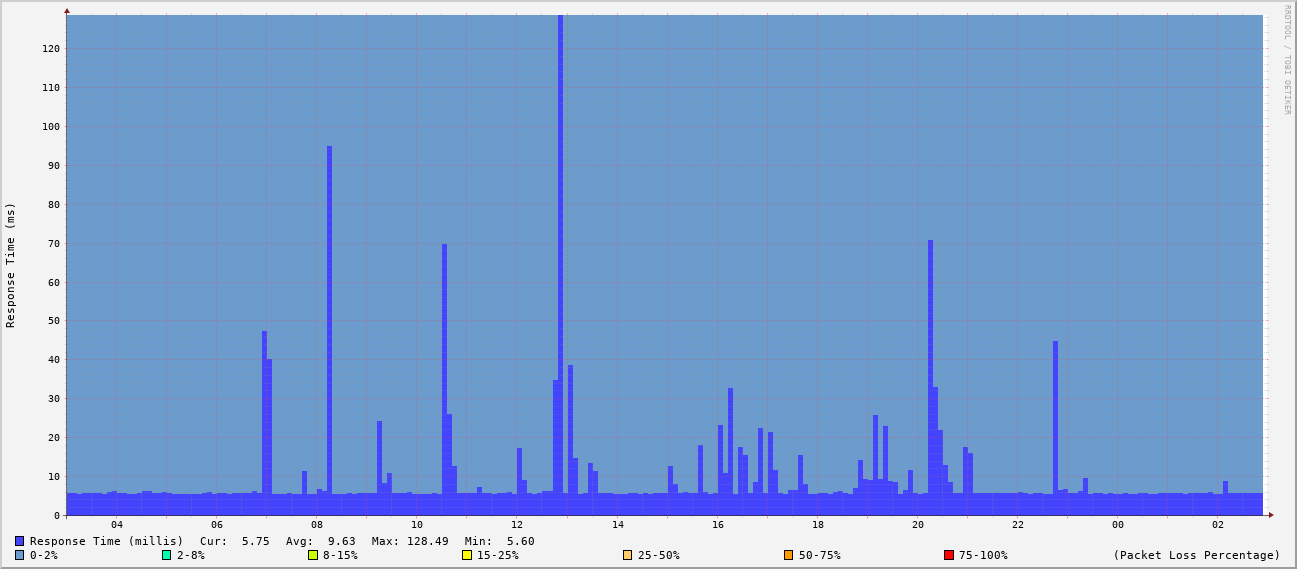 RRDTOOL / TOBI OETIKER
Response Time (ms)
120
110
100
90
80
70
60
50
40
30
20
10
0
04 06 08 10 12 14 16 18 20 22 00 02
Response Time (millis) Cur: 5.75 Avg: 9.63 Max: 128.49 Min: 5.60
0-2% 2-8% 8-15% 15-25% 25-50% 50-75% 75-100% (Packet Loss Percentage)